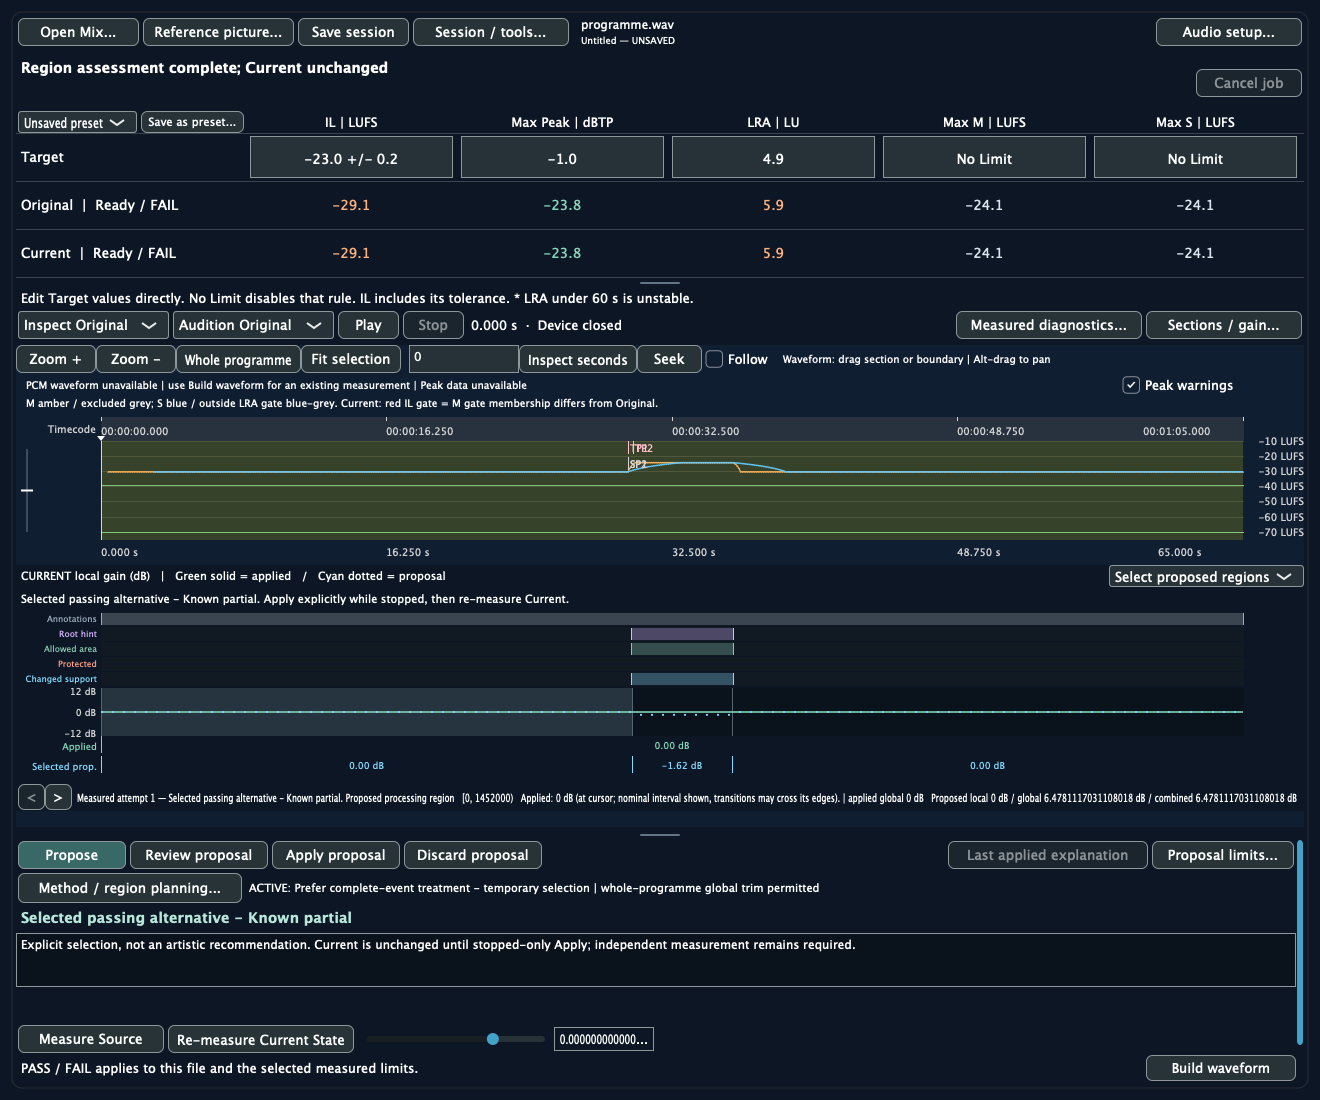 Open Mix... Reference picture... Save session Session / tools... programme.wav Audio setup...
Untitled — UNSAVED
Region assessment complete; Current unchanged
Cancel job
Unsaved preset Save as preset... IL | LUFS Max Peak | dBTP LRA | LU Max M | LUFS Max S | LUFS
Target -23.0 +/- 0.2 -1.0 4.9 No Limit No Limit
Original | Ready / FAIL -29.1 -23.8 5.9 -24.1 -24.1
Current | Ready / FAIL -29.1 -23.8 5.9 -24.1 -24.1
Edit Target values directly. No Limit disables that rule. IL includes its tolerance. * LRA under 60 s is unstable.
Inspect Original Audition Original Play Stop 0.000 s · Device closed Measured diagnostics... Sections / gain...
Zoom + Zoom - Whole programme Fit selection 0 Inspect seconds Seek Follow Waveform: drag section or boundary | Alt-drag to pan
PCM waveform unavailable | use Build waveform for an existing measurement | Peak data unavailable Peak warnings
M amber / excluded grey; S blue / outside LRA gate blue-grey. Current: red IL gate = M gate membership differs from Original.
Timecode 00:00:00.000 00:00:16.250 00:00:32.500 00:00:48.750 00:01:05.000
-10 LUFS
-20 LUFS
-30 LUFS
-40 LUFS
-50 LUFS
-60 LUFS
-70 LUFS
0.000 s 16.250 s 32.500 s 48.750 s 65.000 s
CURRENT local gain (dB) | Green solid = applied / Cyan dotted = proposal Select proposed regions
Selected passing alternative - Known partial. Apply explicitly while stopped, then re-measure Current.
Annotations
Root hint
Allowed area
Protected
Changed support
12 dB
0 dB
-12 dB
Applied 0.00 dB
Selected prop. 0.00 dB -1.62 dB 0.00 dB
< > Measured attempt 1 — Selected passing alternative - Known partial. Proposed processing region [0, 1452000) Applied: 0 dB (at cursor; nominal interval shown, transitions may cross its edges). | applied global 0 dB Proposed local 0 dB / global 6.4781117031108018 dB / combined 6.4781117031108018 dB
Propose Review proposal Apply proposal Discard proposal Last applied explanation Proposal limits...
Method / region planning... ACTIVE: Prefer complete-event treatment - temporary selection | whole-programme global trim permitted
Selected passing alternative - Known partial
Explicit selection, not an artistic recommendation. Current is unchanged until stopped-only Apply; independent measurement remains required.
Measure Source Re-measure Current State 0.000000000000...
PASS / FAIL applies to this file and the selected measured limits. Build waveform